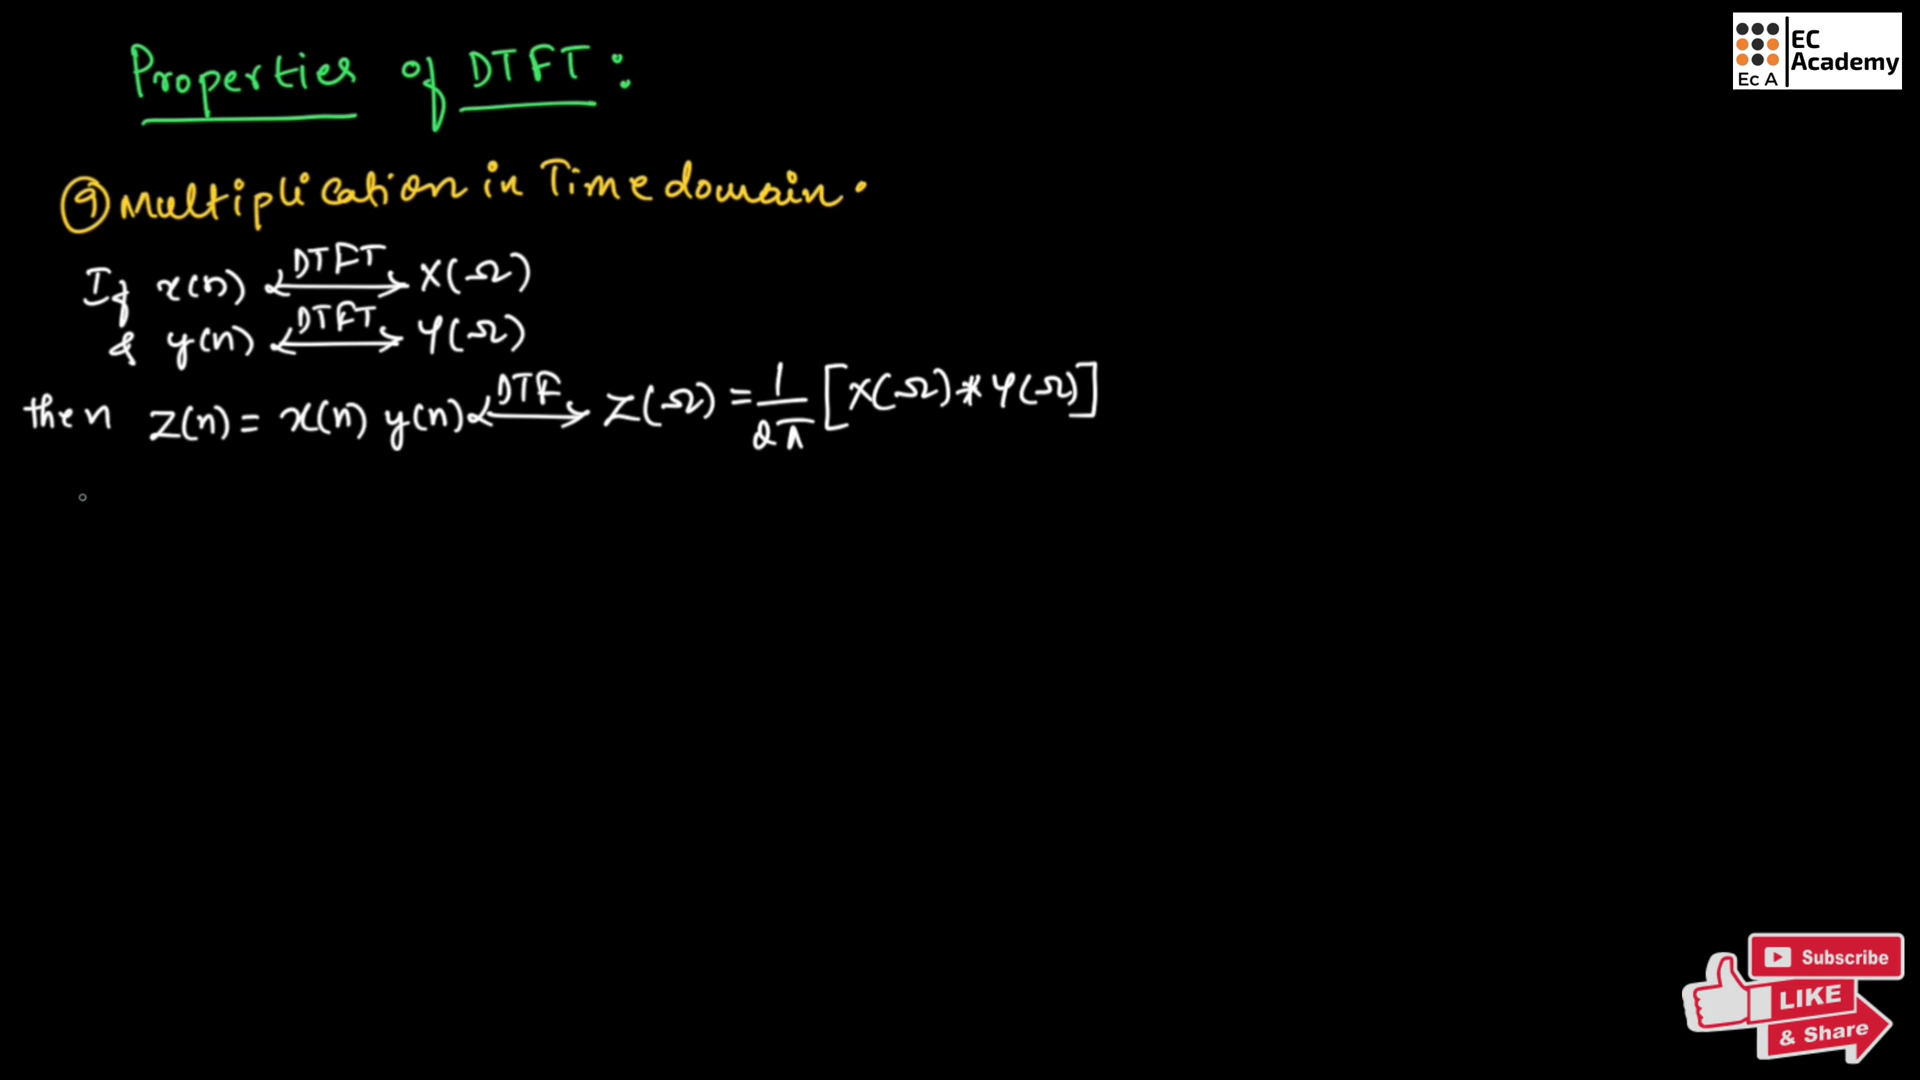 Properties of DTFT :
EC
Academy
Ec A
⑨ Multiplication in Time domain.
If x(n) <--DTFT--> X(Ω)
& y(n) <--DTFT--> Y(Ω)
then Z(n) = x(n) y(n) <--DTF--> Z(Ω) = 1/2π [X(Ω) * Y(Ω)]
Subscribe
LIKE
& Share